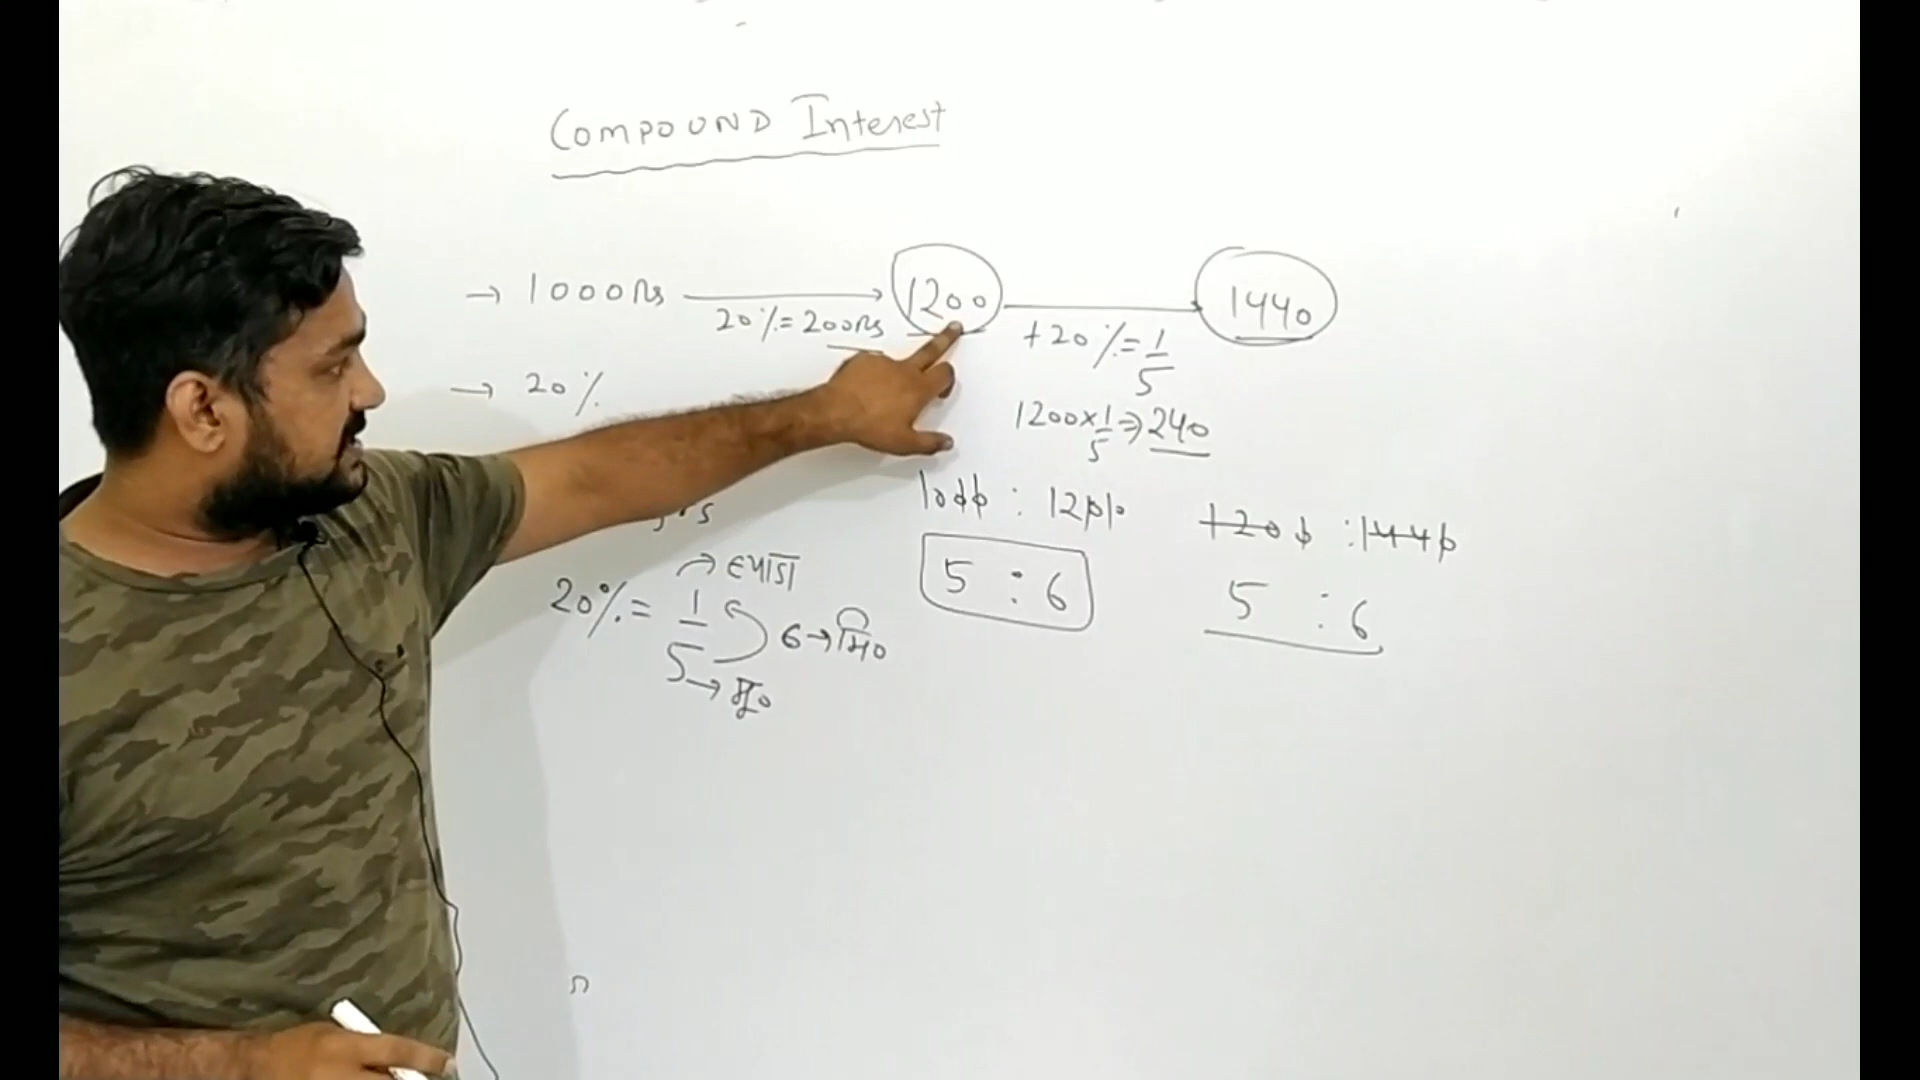 COMPOUND Interest
→ 1000Rs → 1200 → 1440
20%=200Rs
+20%=1/5
→ 20%
1200×1/5⇒240
1000 : 1200
1200 : 1440
5 : 6
5 : 6
→ ब्याज
20%= 1/5
6→मि०
→ मू०